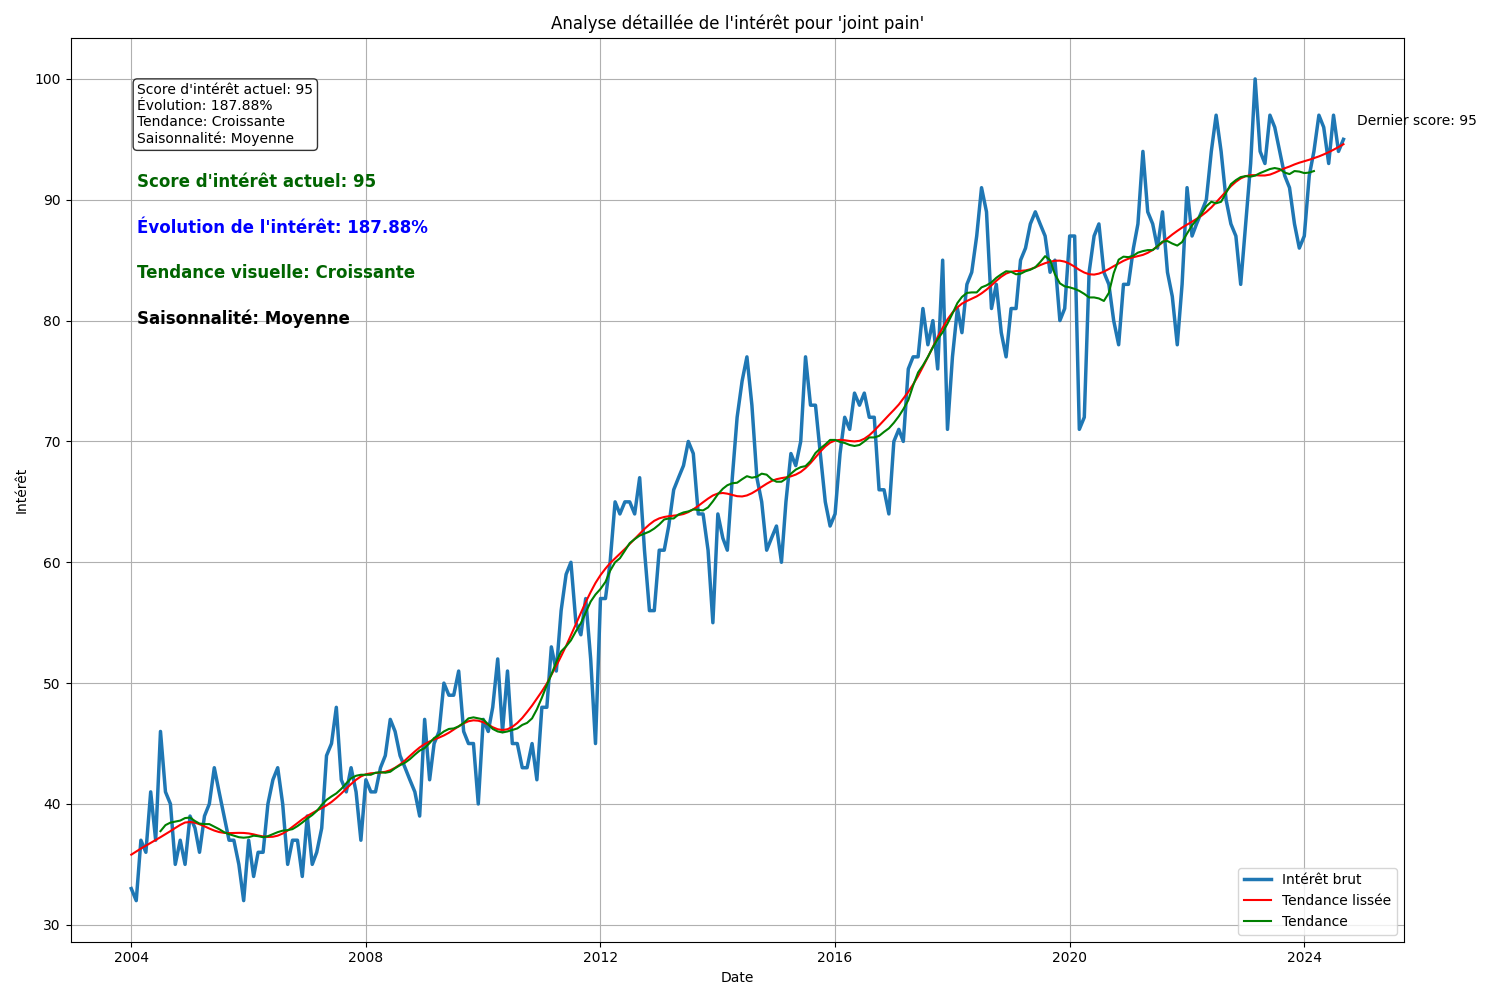 Analyse détaillée de l'intérêt pour 'joint pain'
Score d'intérêt actuel: 95
Évolution: 187.88%
Tendance: Croissante
Saisonnalité: Moyenne
Dernier score: 95
Score d'intérêt actuel: 95
Évolution de l'intérêt: 187.88%
Tendance visuelle: Croissante
Saisonnalité: Moyenne
100
90
80
70
60
50
40
30
Intérêt
Intérêt brut
Tendance lissée
Tendance
2004
2008
2012
2016
2020
2024
Date